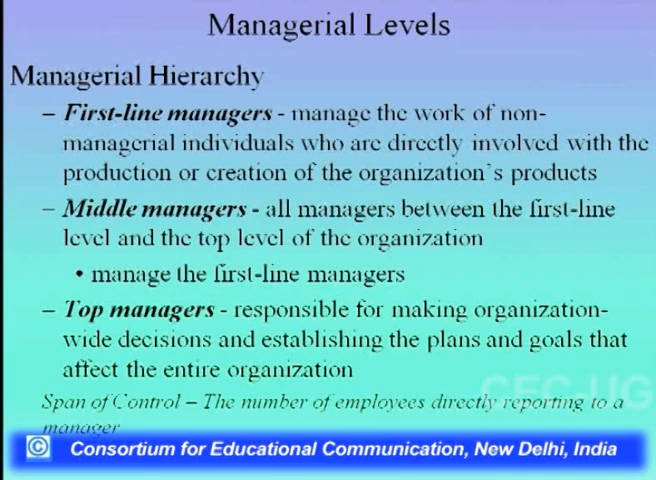 Managerial Levels
Managerial Hierarchy
– First-line managers - manage the work of non-
managerial individuals who are directly involved with the
production or creation of the organization's products
– Middle managers - all managers between the first-line
level and the top level of the organization
• manage the first-line managers
– Top managers - responsible for making organization-
wide decisions and establishing the plans and goals that
affect the entire organization
CEC-UG
Span of Control – The number of employees directly reporting to a
manager
© Consortium for Educational Communication, New Delhi, India